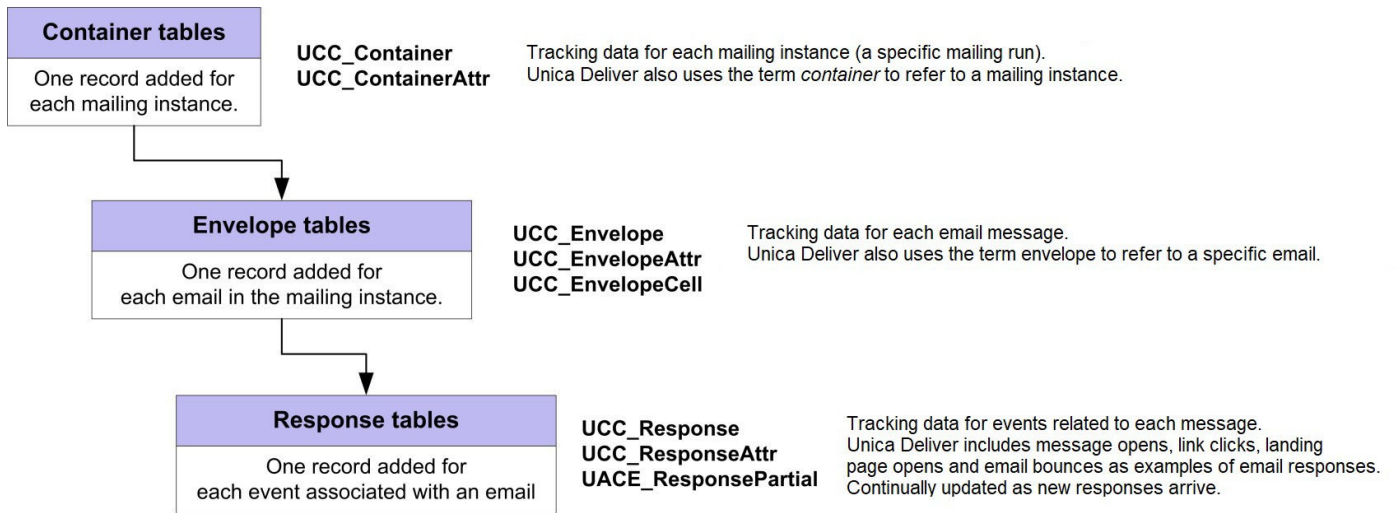 Container tables
One record added for
each mailing instance.
UCC_Container
UCC_ContainerAttr
Tracking data for each mailing instance (a specific mailing run).
Unica Deliver also uses the term container to refer to a mailing instance.
Envelope tables
One record added for
each email in the mailing instance.
UCC_Envelope
UCC_EnvelopeAttr
UCC_EnvelopeCell
Tracking data for each email message.
Unica Deliver also uses the term envelope to refer to a specific email.
Response tables
One record added for
each event associated with an email
UCC_Response
UCC_ResponseAttr
UACE_ResponsePartial
Tracking data for events related to each message.
Unica Deliver includes message opens, link clicks, landing
page opens and email bounces as examples of email responses.
Continually updated as new responses arrive.